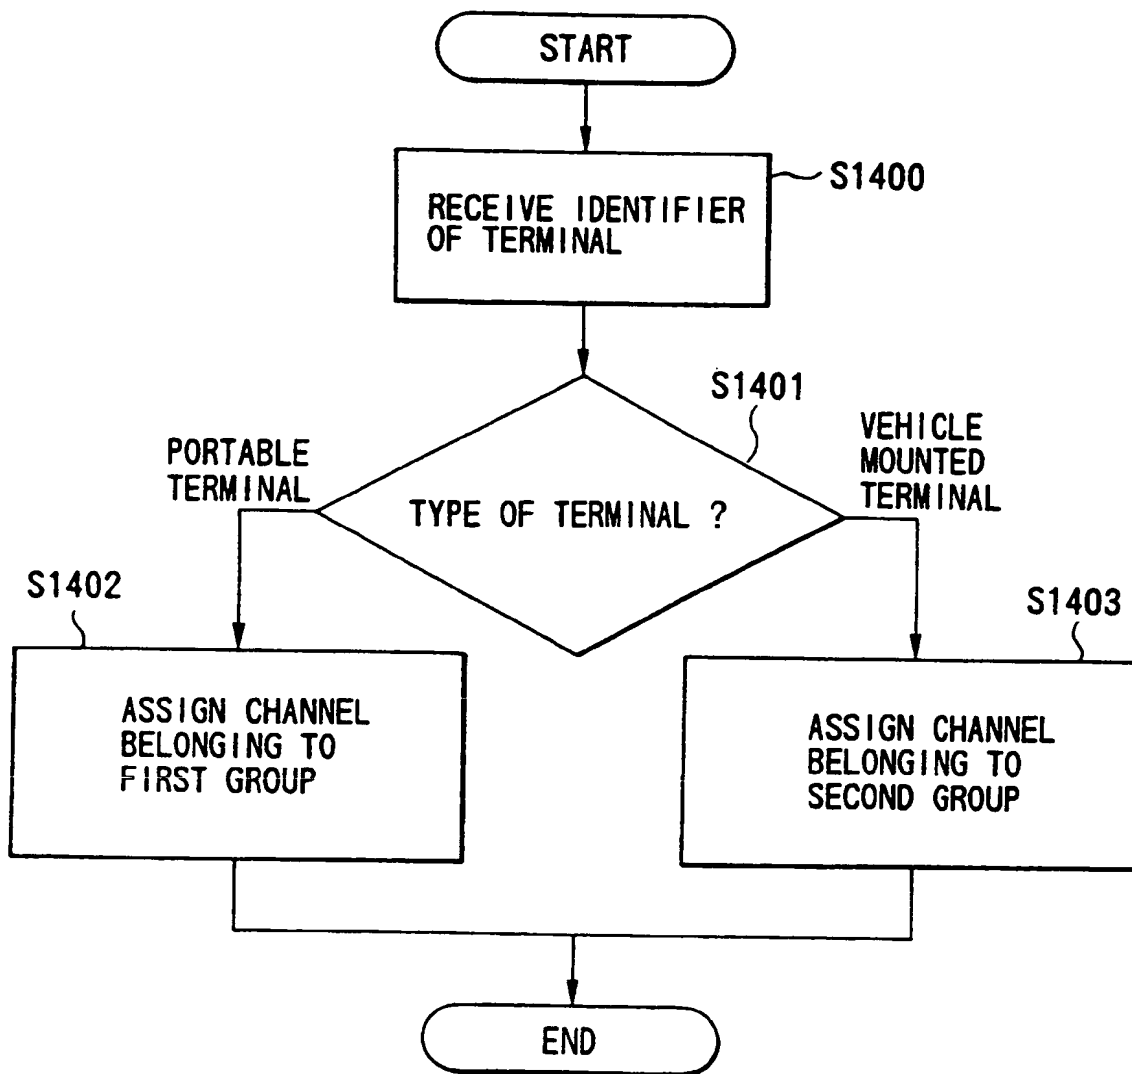 START
S1400
RECEIVE IDENTIFIER
OF TERMINAL
S1401
PORTABLE
TERMINAL
VEHICLE
MOUNTED
TERMINAL
TYPE OF TERMINAL ?
S1402
S1403
ASSIGN CHANNEL
BELONGING TO
FIRST GROUP
ASSIGN CHANNEL
BELONGING TO
SECOND GROUP
END